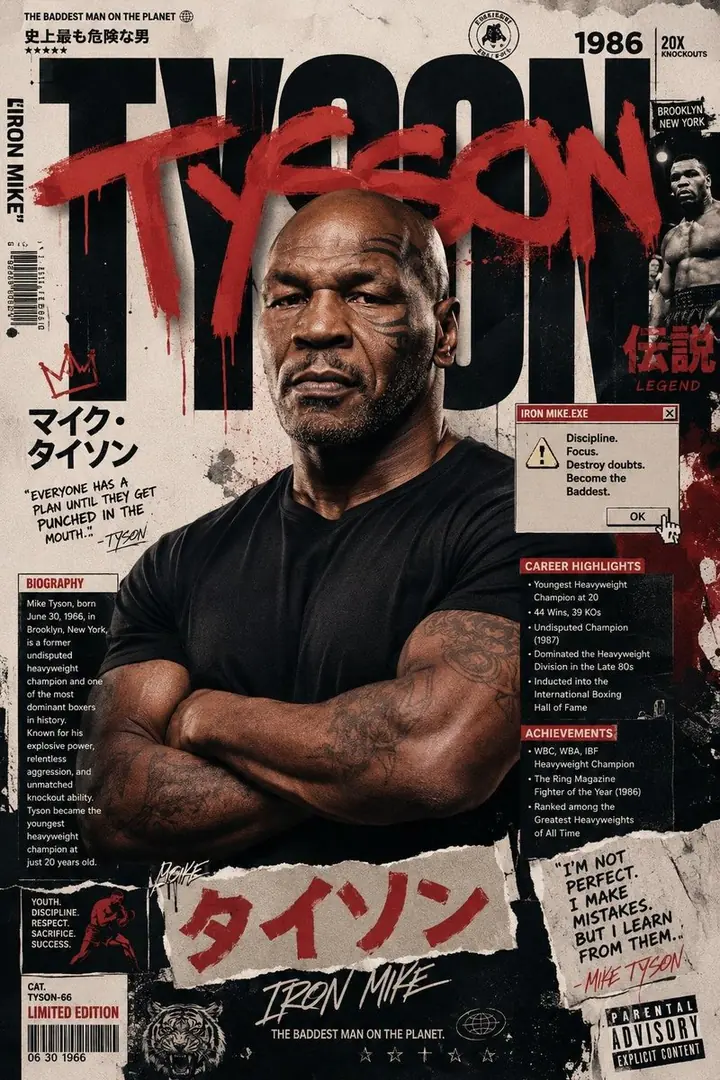 THE BADDEST MAN ON THE PLANET
史上最も危険な男
1986
20X
KNOCKOUTS
TYSON
TYSSON
"IRON MIKE"
BROOKLYN
NEW YORK
伝説
LEGEND
マイク・
タイソン
"EVERYONE HAS A
PLAN UNTIL THEY GET
PUNCHED IN THE
MOUTH."
-TYSON
IRON MIKE.EXE
Discipline.
Focus.
Destroy doubts.
Become the
Baddest.
OK
BIOGRAPHY
Mike Tyson, born
June 30, 1966, in
Brooklyn, New York,
is a former
undisputed
heavyweight
champion and one
of the most
dominant boxers
in history.
Known for his
explosive power,
relentless
aggression, and
unmatched
knockout ability.
Tyson became the
youngest
heavyweight
champion at
just 20 years old.
CAREER HIGHLIGHTS
• Youngest Heavyweight
Champion at 20
• 44 Wins, 39 KOs
• Undisputed Champion
(1987)
• Dominated the Heavyweight
Division in the Late 80s
• Inducted into the
International Boxing
Hall of Fame
ACHIEVEMENTS
• WBC, WBA, IBF
Heavyweight Champion
• The Ring Magazine
Fighter of the Year (1986)
• Ranked among the
Greatest Heavyweights
of All Time
YOUTH.
DISCIPLINE.
RESPECT.
SACRIFICE.
SUCCESS.
タイソン
IRON MIKE
THE BADDEST MAN ON THE PLANET.
"I'M NOT
PERFECT.
I MAKE
MISTAKES.
BUT I LEARN
FROM THEM..
-MIKE TYSON
CAT.
TYSON-66
LIMITED EDITION
06 30 1966
PARENTAL
ADVISORY
EXPLICIT CONTENT